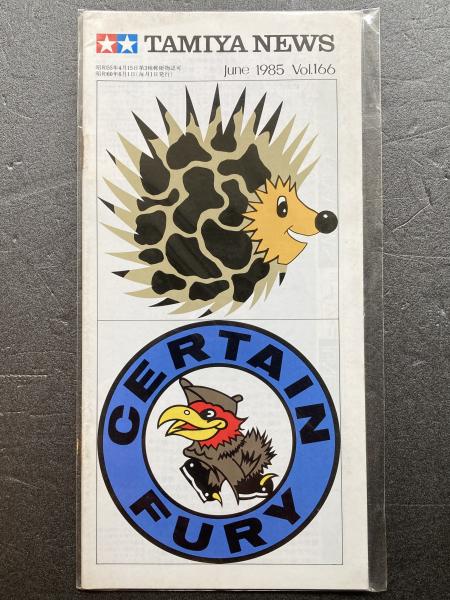 TAMIYA NEWS
昭和55年4月15日第3種郵便物認可
昭和60年6月1日(毎月1日発行)
June 1985 Vol.166
CERTAIN
FURY